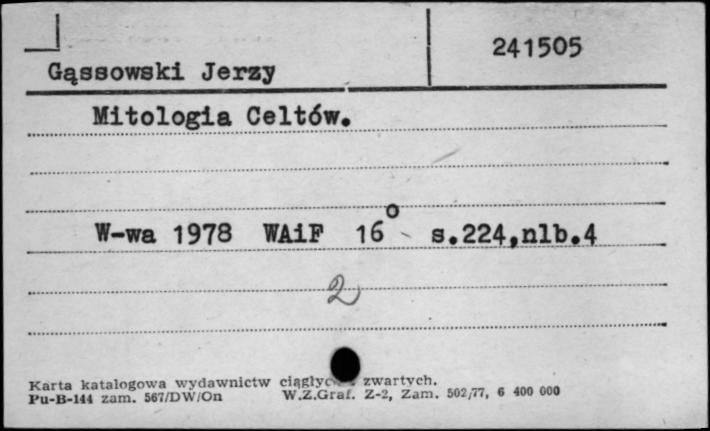 241505
Gąssowski Jerzy
Mitologia Celtów.
W-wa 1978 WAiF 16° s.224,nlb.4
2
Karta katalogowa wydawnictw zwartych.
Pu-B-144 zam. 567/DW/On W.Z.Graf. Z-2, Zam. 502/77, 6 400 000